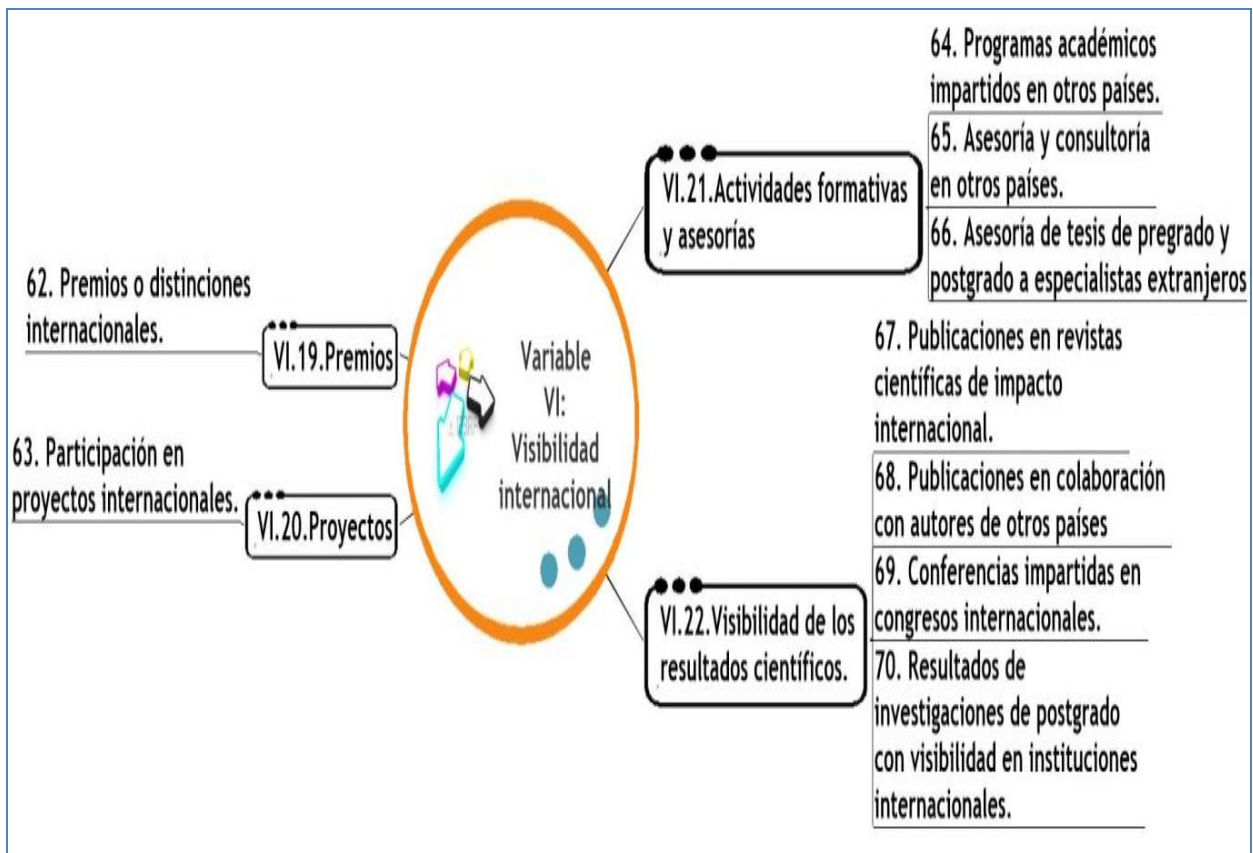 62. Premios o distinciones
internacionales.
VI.19.Premios
63. Participación en
proyectos internacionales.
VI.20.Proyectos
Variable
VI:
Visibilidad
internacional
VI.21.Actividades formativas
y asesorías
64. Programas académicos
impartidos en otros países.
65. Asesoría y consultoría
en otros países.
66. Asesoría de tesis de pregrado y
postgrado a especialistas extranjeros
VI.22.Visibilidad de los
resultados científicos.
67. Publicaciones en revistas
científicas de impacto
internacional.
68. Publicaciones en colaboración
con autores de otros países
69. Conferencias impartidas en
congresos internacionales.
70. Resultados de
investigaciones de postgrado
con visibilidad en instituciones
internacionales.